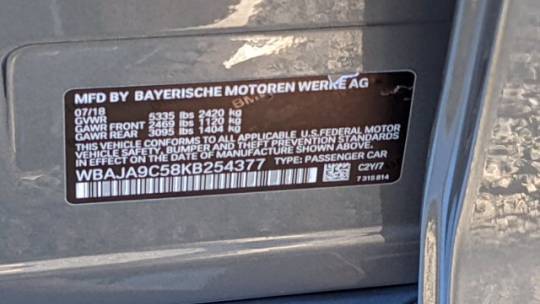 MFD BY BAYERISCHE MOTOREN WERKE AG
07/18
GVWR 5335 lbs 2420 kg
GAWR FRONT 2469 lbs 1120 kg
GAWR REAR 3095 lbs 1404 kg
THIS VEHICLE CONFORMS TO ALL APPLICABLE U.S.FEDERAL MOTOR
VEHICLE SAFETY, BUMPER AND THEFT PREVENTION STANDARDS
IN EFFECT ON THE DATE OF MANUFACTURE SHOWN ABOVE.
WBAJA9C58KB254377 TYPE: PASSENGER CAR
C2Y/7
7 315 814